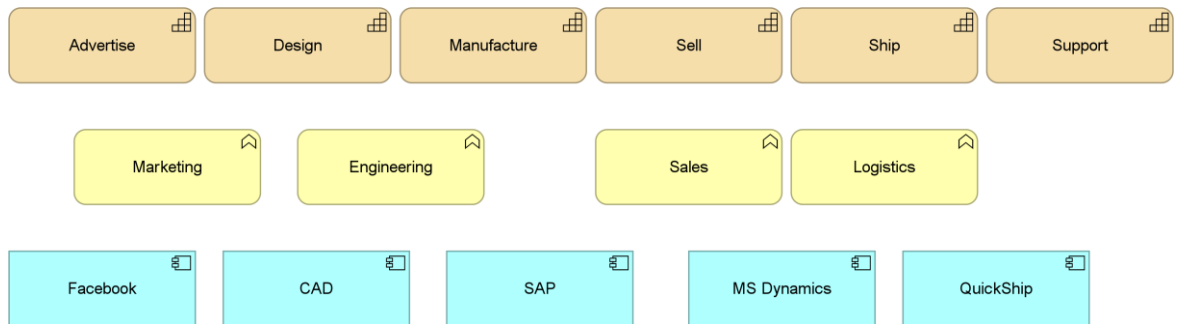 Advertise
Design
Manufacture
Sell
Ship
Support
Marketing
Engineering
Sales
Logistics
Facebook
CAD
SAP
MS Dynamics
QuickShip